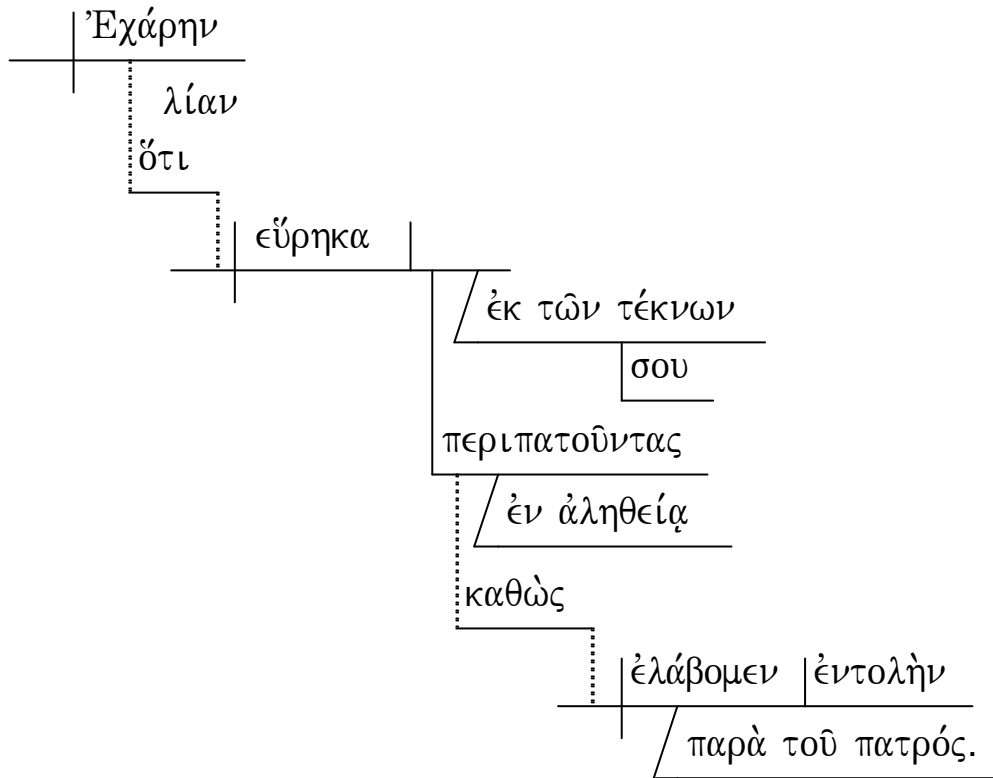 Ἐχάρην
λίαν
ὅτι
εὕρηκα
ἐκ τῶν τέκνων
σου
περιπατοῦντας
ἐν ἀληθείᾳ
καθὼς
ἐλάβομεν ἐντολὴν
παρὰ τοῦ πατρός.